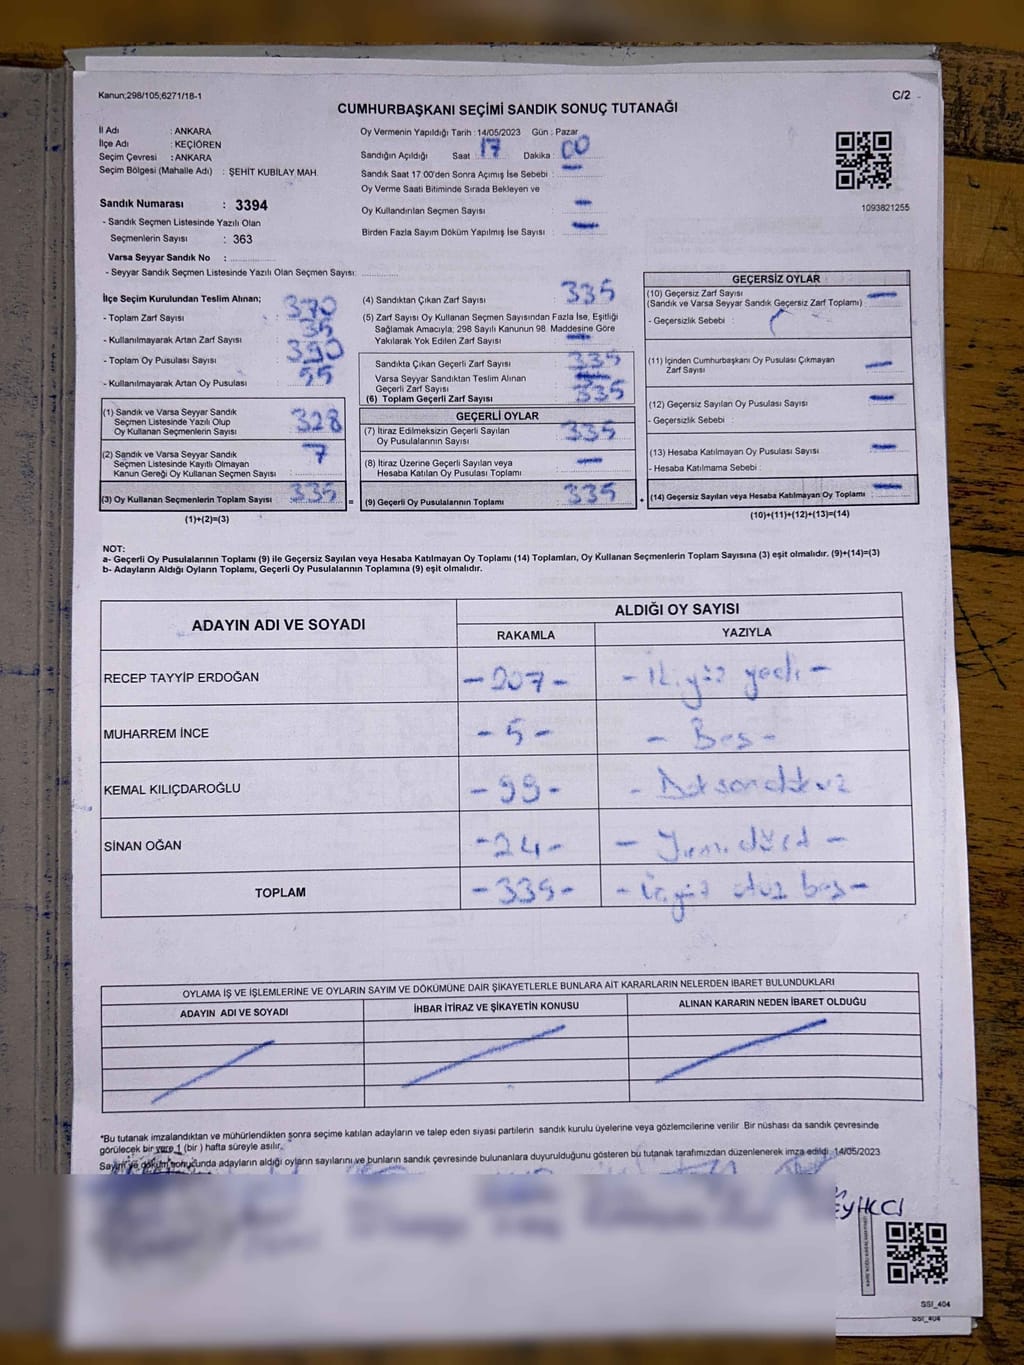 Kanun;298/105;6271/18-1
C/2
CUMHURBAŞKANI SEÇİMİ SANDIK SONUÇ TUTANAĞI
İl Adı : ANKARA
İlçe Adı : KEÇİÖREN
Seçim Çevresi : ANKARA
Seçim Bölgesi (Mahalle Adı) : ŞEHİT KUBİLAY MAH.
Sandık Numarası : 3394
- Sandık Seçmen Listesinde Yazılı Olan
Seçmenlerin Sayısı : 363
Varsa Seyyar Sandık No :
- Seyyar Sandık Seçmen Listesinde Yazılı Olan Seçmen Sayısı:
Oy Vermenin Yapıldığı Tarih : 14/05/2023 Gün : Pazar
Sandığın Açıldığı Saat 17 Dakika : 00
Sandık Saat 17.00'den Sonra Açımış İse Sebebi :
Oy Verme Saati Bitiminde Sırada Bekleyen ve
Oy Kullandırılan Seçmen Sayısı : —
Birden Fazla Sayım Döküm Yapılmış İse Sayısı : —
1093821255
İlçe Seçim Kurulundan Teslim Alınan;
- Toplam Zarf Sayısı : 370
- Kullanılmayarak Artan Zarf Sayısı : 35
- Toplam Oy Pusulası Sayısı : 390
- Kullanılmayarak Artan Oy Pusulası : 55
(1) Sandık ve Varsa Seyyar Sandık
Seçmen Listesinde Yazılı Olup
Oy Kullanan Seçmenlerin Sayısı : 328
(2) Sandık ve Varsa Seyyar Sandık
Seçmen Listesinde Kayıtlı Olmayan
Kanun Gereği Oy Kullanan Seçmen Sayısı : 7
(3) Oy Kullanan Seçmenlerin Toplam Sayısı : 335 =
(1)+(2)=(3)
(4) Sandıktan Çıkan Zarf Sayısı : 335
(5) Zarf Sayısı Oy Kullanan Seçmen Sayısından Fazla İse, Eşitliği
Sağlamak Amacıyla; 298 Sayılı Kanunun 98. Maddesine Göre
Yakılarak Yok Edilen Zarf Sayısı : —
Sandıkta Çıkan Geçerli Zarf Sayısı : 335
Varsa Seyyar Sandıktan Teslim Alınan
Geçerli Zarf Sayısı : —
(6) Toplam Geçerli Zarf Sayısı : 335
GEÇERLİ OYLAR
(7) İtiraz Edilmeksizin Geçerli Sayılan
Oy Pusulalarının Sayısı : 335
(8) İtiraz Üzerine Geçerli Sayılan veya
Hesaba Katılan Oy Pusulası Toplamı : —
(9) Geçerli Oy Pusulalarının Toplamı : 335 +
GEÇERSİZ OYLAR
(10) Geçersiz Zarf Sayısı : —
(Sandık ve Varsa Seyyar Sandık Geçersiz Zarf Toplamı)
- Geçersizlik Sebebi :
(11) İçinden Cumhurbaşkanı Oy Pusulası Çıkmayan
Zarf Sayısı : —
(12) Geçersiz Sayılan Oy Pusulası Sayısı : —
- Geçersizlik Sebebi :
(13) Hesaba Katılmayan Oy Pusulası Sayısı : —
- Hesaba Katılmama Sebebi :
(14) Geçersiz Sayılan veya Hesaba Katılmayan Oy Toplamı : —
(10)+(11)+(12)+(13)=(14)
NOT:
a- Geçerli Oy Pusulalarının Toplamı (9) ile Geçersiz Sayılan veya Hesaba Katılmayan Oy Toplamı (14) Toplamları, Oy Kullanan Seçmenlerin Toplam Sayısına (3) eşit olmalıdır. (9)+(14)=(3)
b- Adayların Aldığı Oyların Toplamı, Geçerli Oy Pusulalarının Toplamına (9) eşit olmalıdır.
ADAYIN ADI VE SOYADI
ALDIĞI OY SAYISI
RAKAMLA YAZIYLA
RECEP TAYYİP ERDOĞAN -207- - İkiyüz yedi -
MUHARREM İNCE -5- - Beş -
KEMAL KILIÇDAROĞLU -99- - Doksandokuz
SİNAN OĞAN -24- - Yirmidört -
TOPLAM -335- - Üçyüz otuz beş -
OYLAMA İŞ VE İŞLEMLERİNE VE OYLARIN SAYIM VE DÖKÜMÜNE DAİR ŞİKAYETLERLE BUNLARA AİT KARARLARIN NELERDEN İBARET BULUNDUKLARI
ADAYIN ADI VE SOYADI İHBAR İTİRAZ VE ŞİKAYETİN KONUSU ALINAN KARARIN NEDEN İBARET OLDUĞU
*Bu tutanak imzalandıktan ve mühürlendikten sonra seçime katılan adayların ve talep eden siyasi partilerin sandık kurulu üyelerine veya gözlemcilerine verilir. Bir nüshası da sandık çevresinde
görülecek bir yere 1 (bir ) hafta süreyle asılır.
Sayım ve döküm sonucunda adayların aldığı oyların sayılarını ve bunların sandık çevresinde bulunanlara duyurulduğunu gösteren bu tutanak tarafımızdan düzenlenerek imza edildi. 14/05/2023
SSI_404
SSI_404